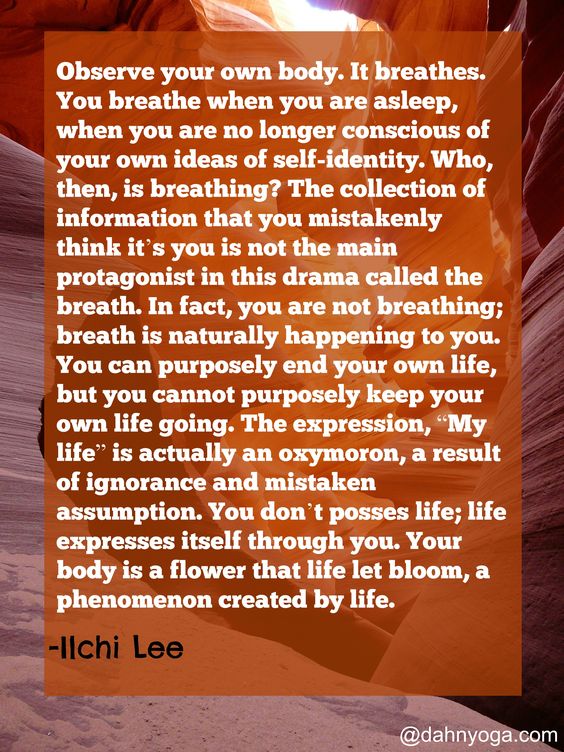 Observe your own body. It breathes.
You breathe when you are asleep,
when you are no longer conscious of
your own ideas of self-identity. Who,
then, is breathing? The collection of
information that you mistakenly
think it’s you is not the main
protagonist in this drama called the
breath. In fact, you are not breathing;
breath is naturally happening to you.
You can purposely end your own life,
but you cannot purposely keep your
own life going. The expression, “My
life” is actually an oxymoron, a result
of ignorance and mistaken
assumption. You don’t posses life; life
expresses itself through you. Your
body is a flower that life let bloom, a
phenomenon created by life.
-Ilchi Lee
@dahnyoga.com